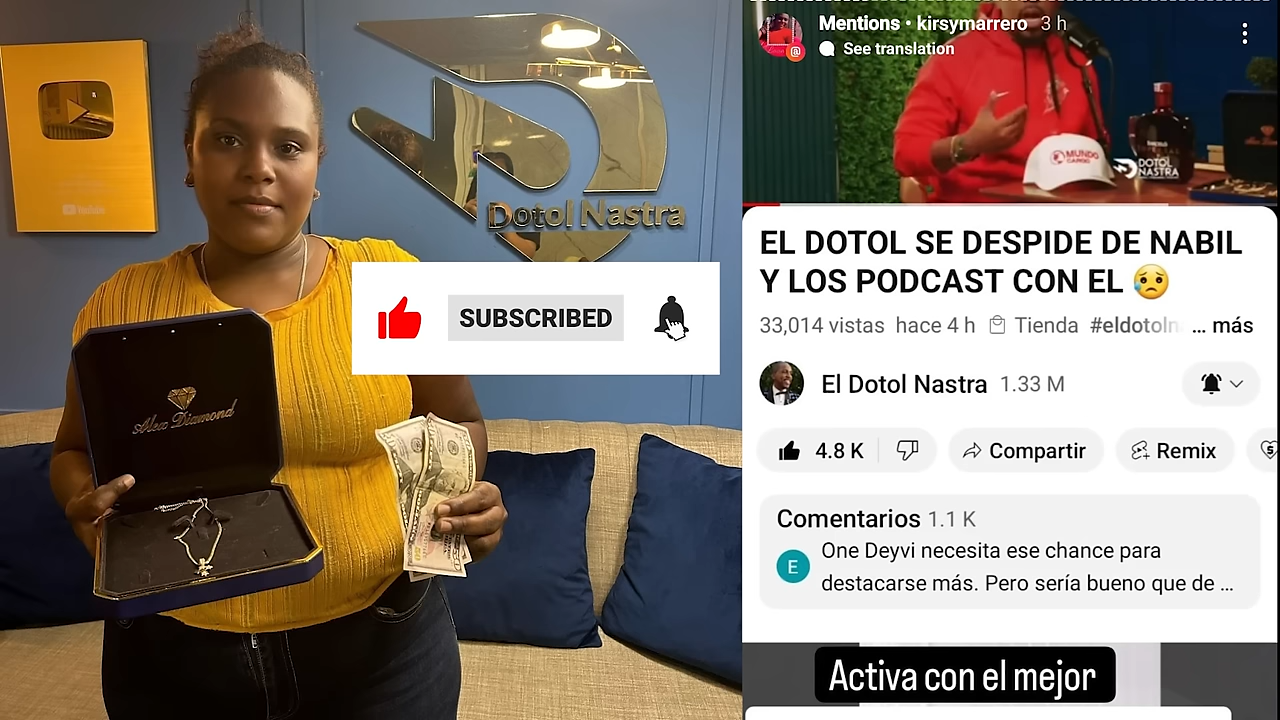 YouTube
Dotol Nastra
Alex Diamond
SUBSCRIBED
Mentions • kirsymarrero 3 h
See translation
MUNDO
CARGO
DOTOL
NASTRA
EL DOTOL SE DESPIDE DE NABIL
Y LOS PODCAST CON EL 😥
33,014 vistas hace 4 h Tienda #eldotoln ... más
El Dotol Nastra 1.33 M
4.8 K Compartir Remix
Comentarios 1.1 K
E
One Deyvi necesita ese chance para
destacarse más. Pero sería bueno que de ...
Activa con el mejor